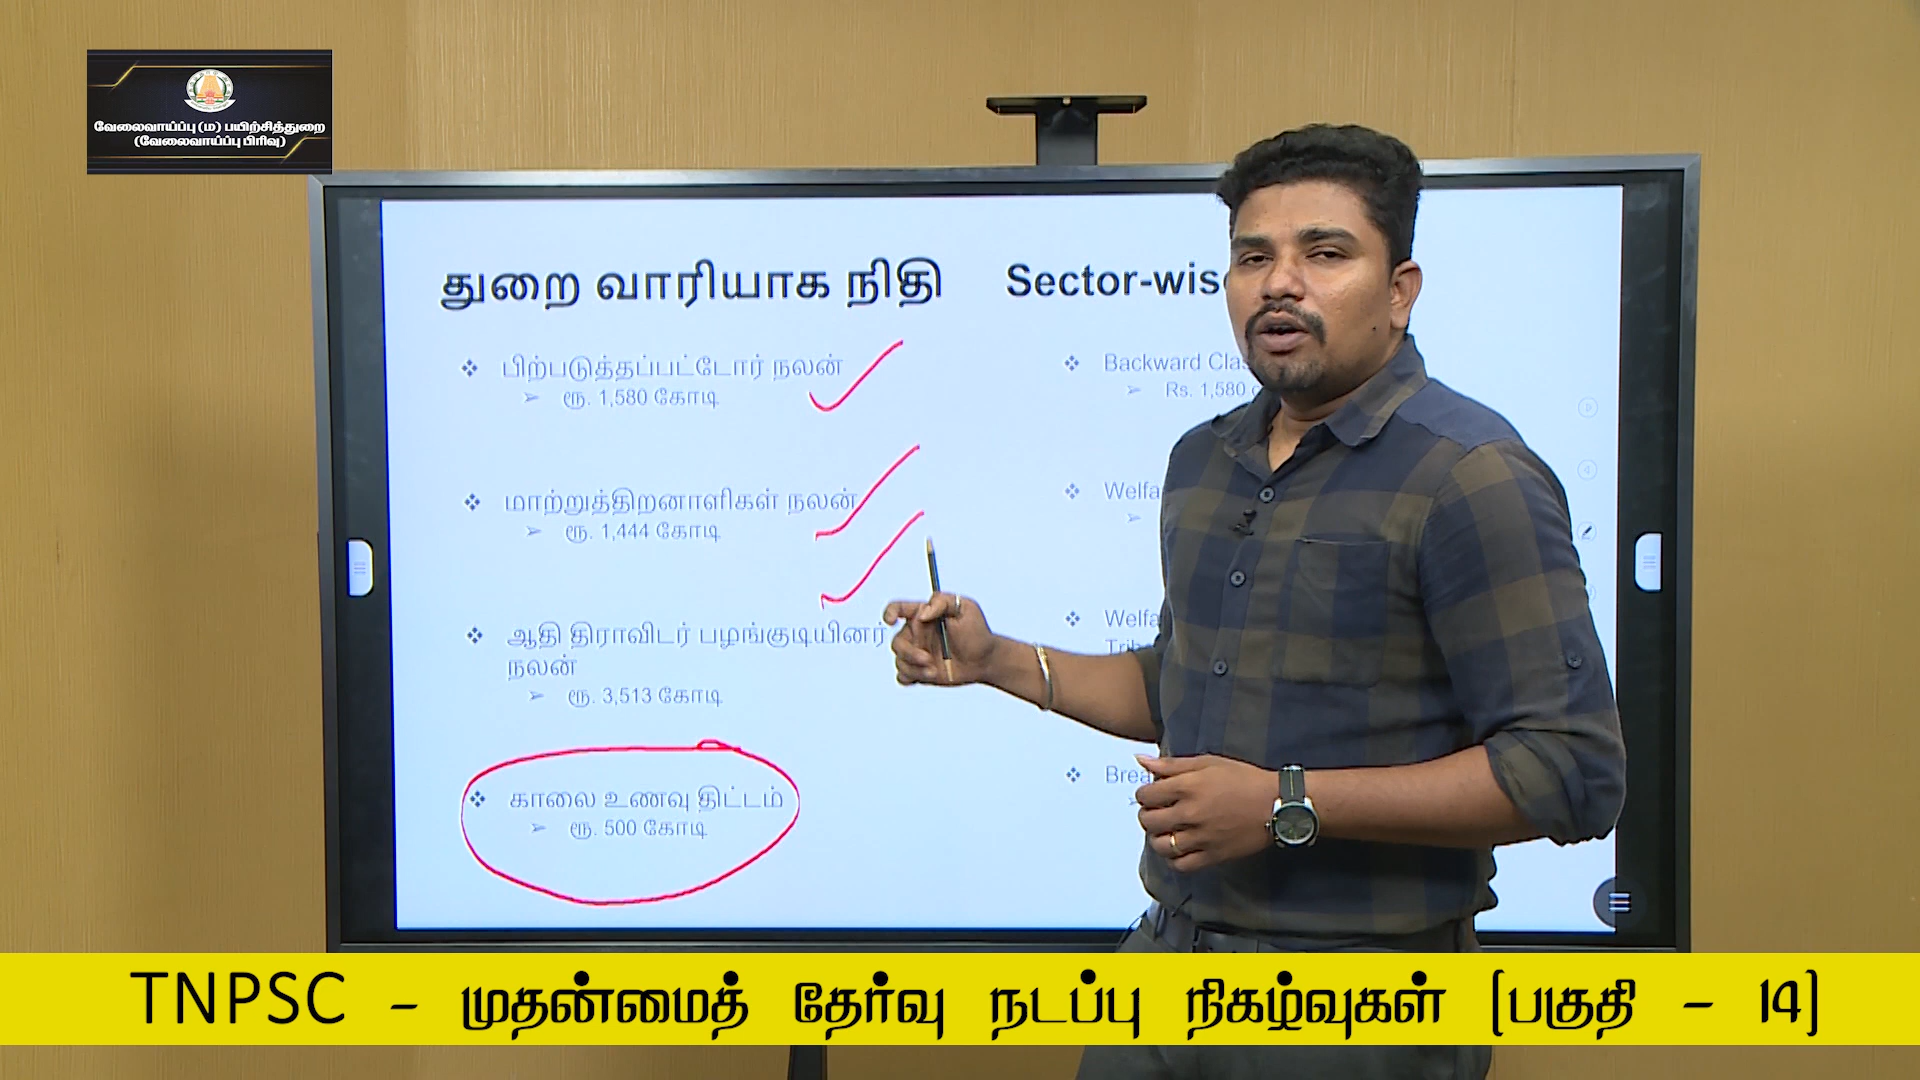 வேலைவாய்ப்பு (ம) பயிற்சித்துறை
(வேலைவாய்ப்பு பிரிவு)
துறை வாரியாக நிதி
பிற்படுத்தப்பட்டோர் நலன்
ரூ. 1,580 கோடி
மாற்றுத்திறனாளிகள் நலன்
ரூ. 1,444 கோடி
ஆதி திராவிடர் பழங்குடியினர்
நலன்
ரூ. 3,513 கோடி
காலை உணவு திட்டம்
ரூ. 500 கோடி
Sector-wise
Backward Clas
Rs. 1,580 c
Welfa
Welfa
Tribe
Brea
TNPSC - முதன்மைத் தேர்வு நடப்பு நிகழ்வுகள் (பகுதி - 14)